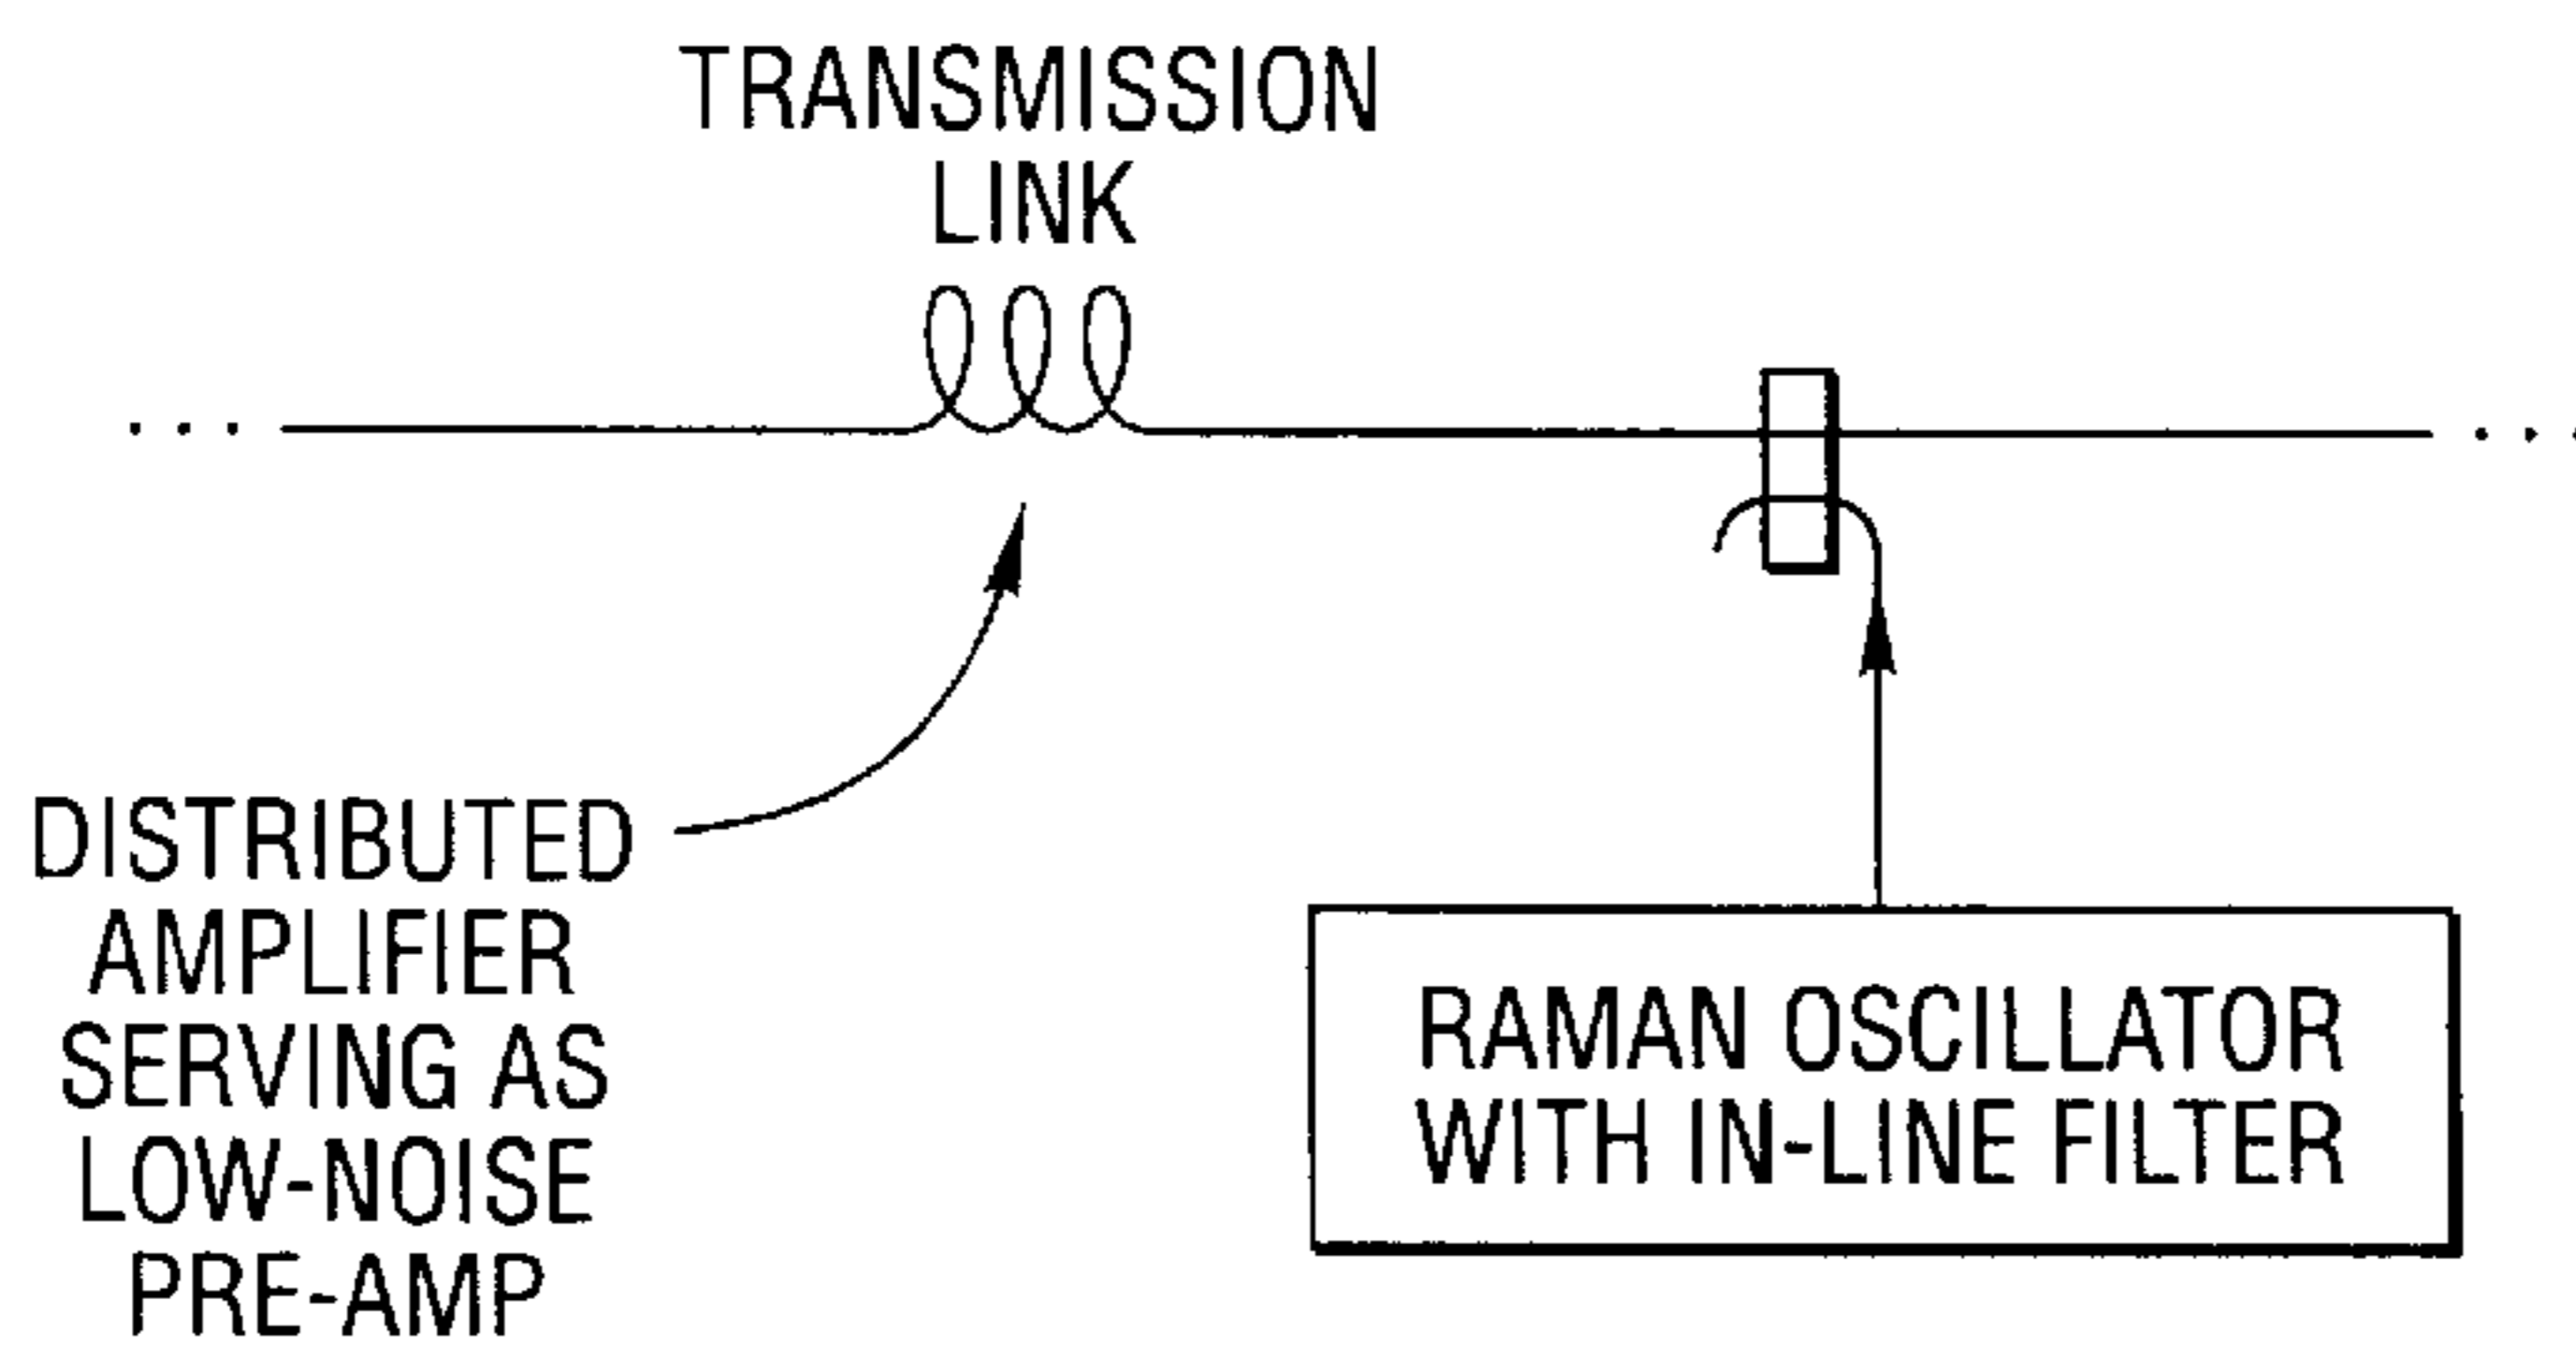 TRANSMISSION
LINK
DISTRIBUTED
AMPLIFIER
SERVING AS
LOW-NOISE
PRE-AMP
RAMAN OSCILLATOR
WITH IN-LINE FILTER